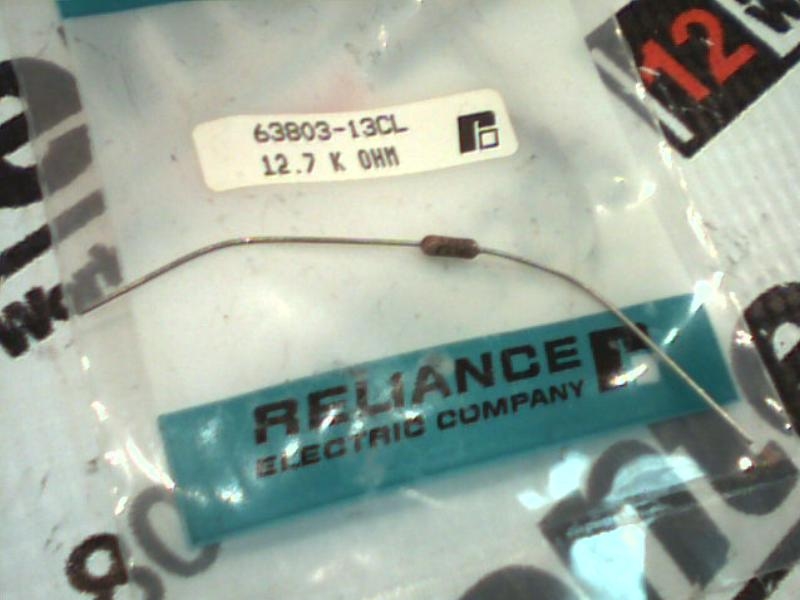 12
63803-13CL
12.7 K OHM
RELIANCE
ELECTRIC COMPANY